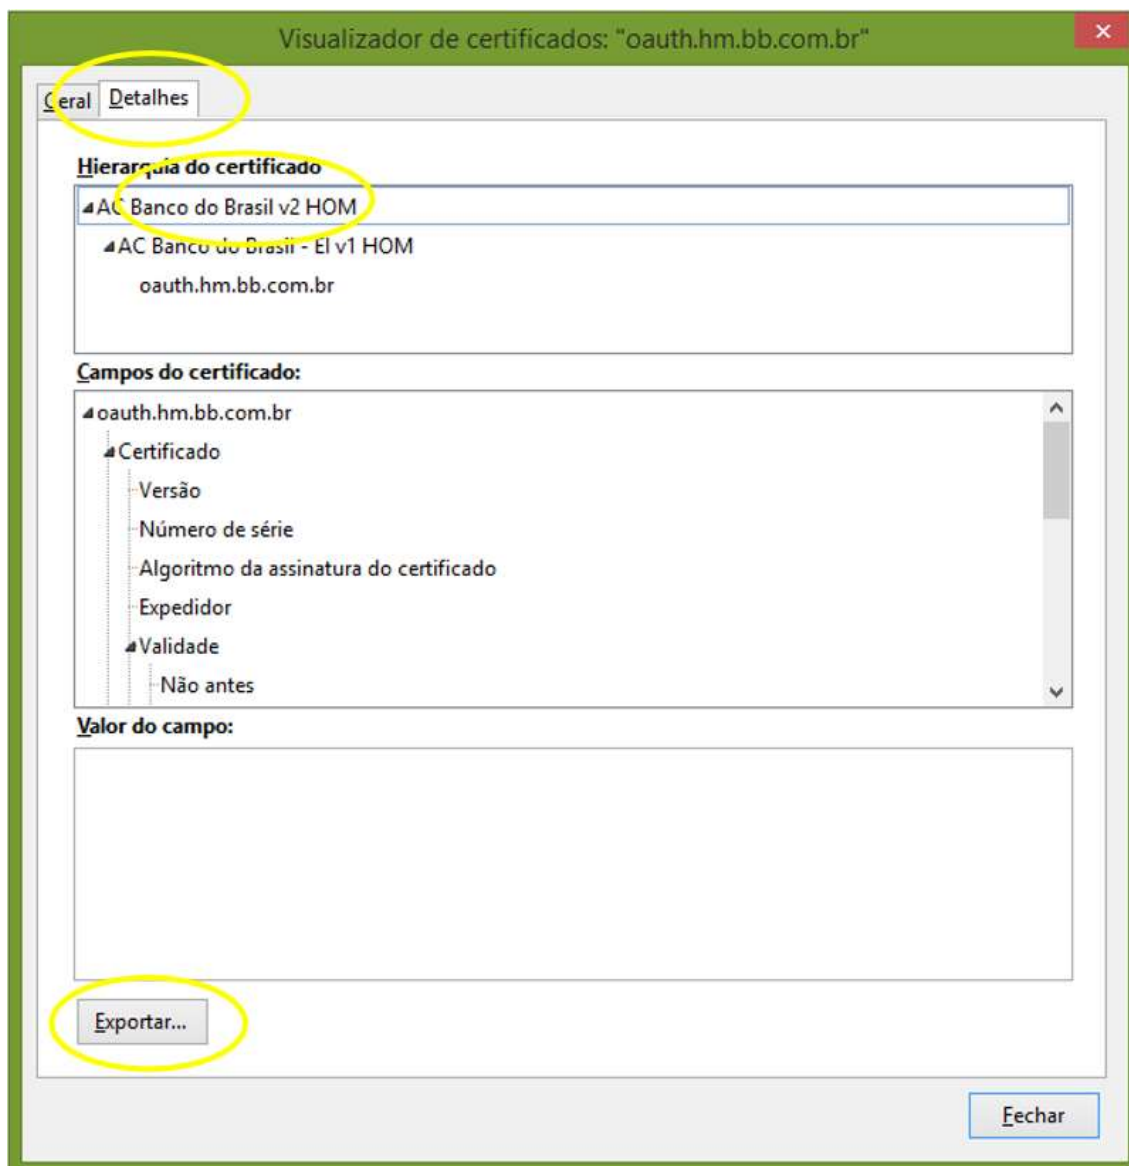 Visualizador de certificados: "oauth.hm.bb.com.br"
Geral Detalhes
Hierarquia do certificado
AC Banco do Brasil v2 HOM
AC Banco do Brasil - EI v1 HOM
oauth.hm.bb.com.br
Campos do certificado:
oauth.hm.bb.com.br
Certificado
Versão
Número de série
Algoritmo da assinatura do certificado
Expedidor
Validade
Não antes
Valor do campo:
Exportar...
Fechar